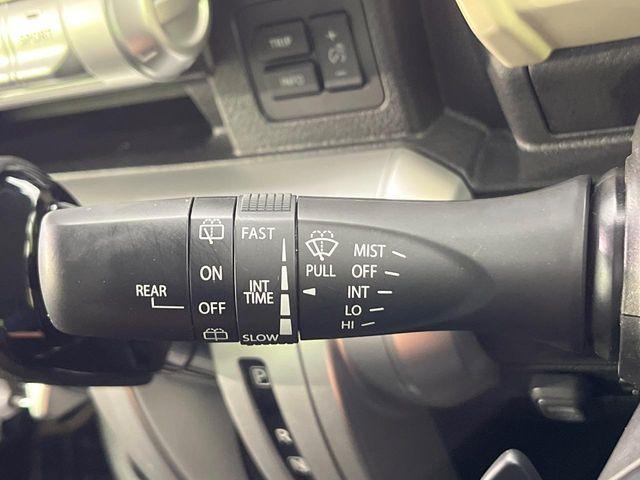 SPORT
TRIP
INFO
+
-
FAST
INT
TIME
SLOW
REAR
ON
OFF
PULL
MIST
OFF
INT
LO
HI
P
R
N